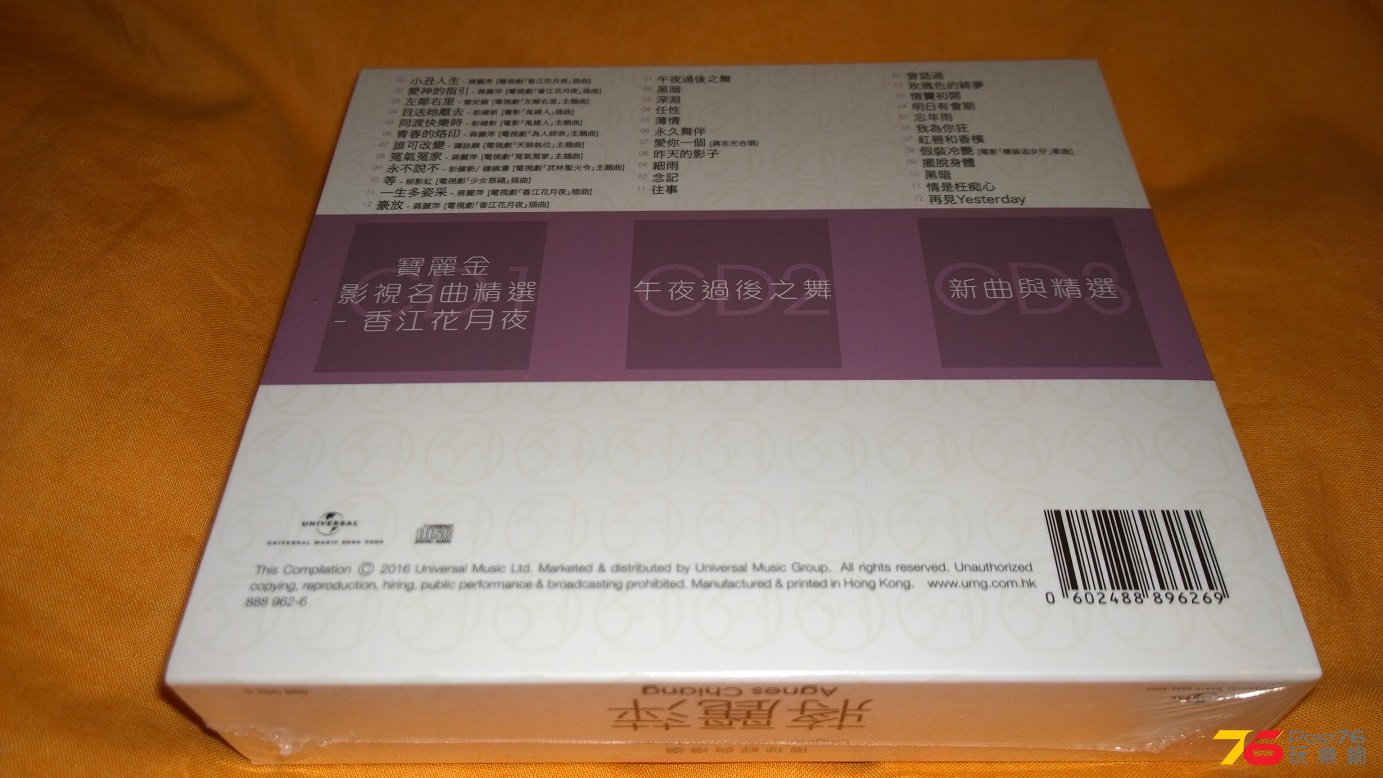 01 小丑人生 - 蔣麗萍 [電視劇「香江花月夜」插曲]
02 愛神的指引 - 蔣麗萍 [電視劇「香江花月夜」插曲]
03 左鄰右里 - 雷安娜 [電視劇「左鄰右里」主題曲]
04 目送她離去 - 彭健新 [電影「鬼線人」插曲]
05 同渡快樂時 - 彭健新 [電影「鬼線人」主題曲]
06 青春的烙印 - 蔣麗萍 [電視劇「為人師表」主題曲]
07 誰可改變 - 譚詠麟 [電視劇「天師執位」主題曲]
08 冤氣冤家 - 蔣麗萍 [電視劇「冤氣冤家」主題曲]
09 永不說不 - 彭健新/ 鍾鎮濤 [電視劇「武林聖火令」主題曲]
10 等 - 柳影虹 [電視劇「少女慈禧」插曲]
11 一生多姿采 - 蔣麗萍 [電視劇「香江花月夜」插曲]
12 豪放 - 蔣麗萍 [電視劇「香江花月夜」插曲]
01 午夜過後之舞
02 黑暗
03 深淵
04 任性
05 薄情
06 永久舞伴
07 愛你一個 (蔣志光合唱)
08 昨天的影子
09 細雨
10 念記
11 往事
01 曾話過
02 玫瑰色的綺夢
03 情竇初開
04 明日有會期
05 忘年雨
06 我為你狂
07 紅唇和香檳
08 假裝冷艷
09 擺脫身體
10 黑暗
11 情是枉痴心
12 再見Yesterday
CD1
寶麗金
影視名曲精選
- 香江花月夜
CD2
午夜過後之舞
CD3
新曲與精選
UNIVERSAL
UNIVERSAL MUSIC HONG KONG
COMPACT
disc
DIGITAL AUDIO
This Compilation Ⓒ 2016 Universal Music Ltd. Marketed & distributed by Universal Music Group. All rights reserved. Unauthorized
copying, reproduction, hiring, public performance & broadcasting prohibited. Manufactured & printed in Hong Kong. www.umg.com.hk
888 962-6
0 602488 896269
Agnes Chiang
蔣麗萍
888 962-6
76 Post76
玩樂網